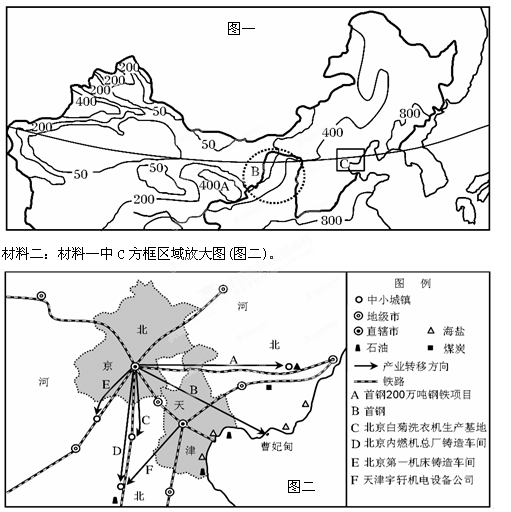 图一
200
200
400
200
50
50
50
200
400A
B
400
C
800
800
材料二：材料一中C方框区域放大图(图二)。
北
京
河
北
河
A
B
天
津
E
C
D
F
北
曹妃甸
图二
图 例
中小城镇
地级市
直辖市
海盐
石油
煤炭
产业转移方向
铁路
A 首钢200万吨钢铁项目
B 首钢
C 北京白菊洗衣机生产基地
D 北京内燃机总厂铸造车间
E 北京第一机床铸造车间
F 天津宇轩机电设备公司